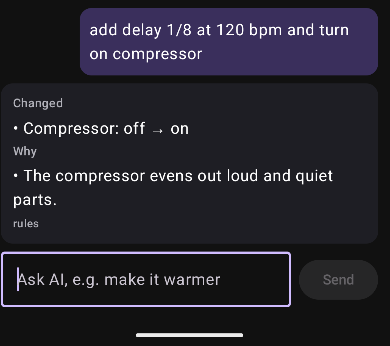 add delay 1/8 at 120 bpm and turn
on compressor
Changed
• Compressor: off → on
Why
• The compressor evens out loud and quiet
parts.
rules
Ask AI, e.g. make it warmer
Send